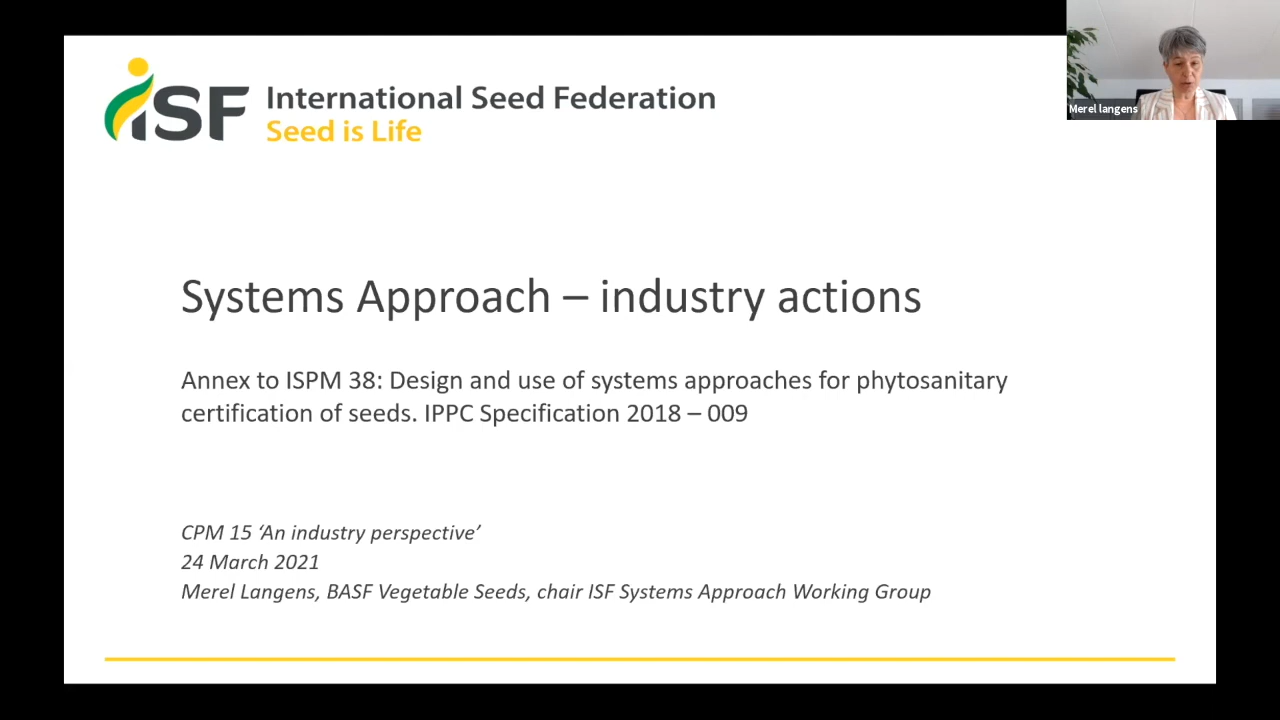 iSF International Seed Federation
Seed is Life
Merel langens
Systems Approach – industry actions
Annex to ISPM 38: Design and use of systems approaches for phytosanitary
certification of seeds. IPPC Specification 2018 – 009
CPM 15 ‘An industry perspective’
24 March 2021
Merel Langens, BASF Vegetable Seeds, chair ISF Systems Approach Working Group